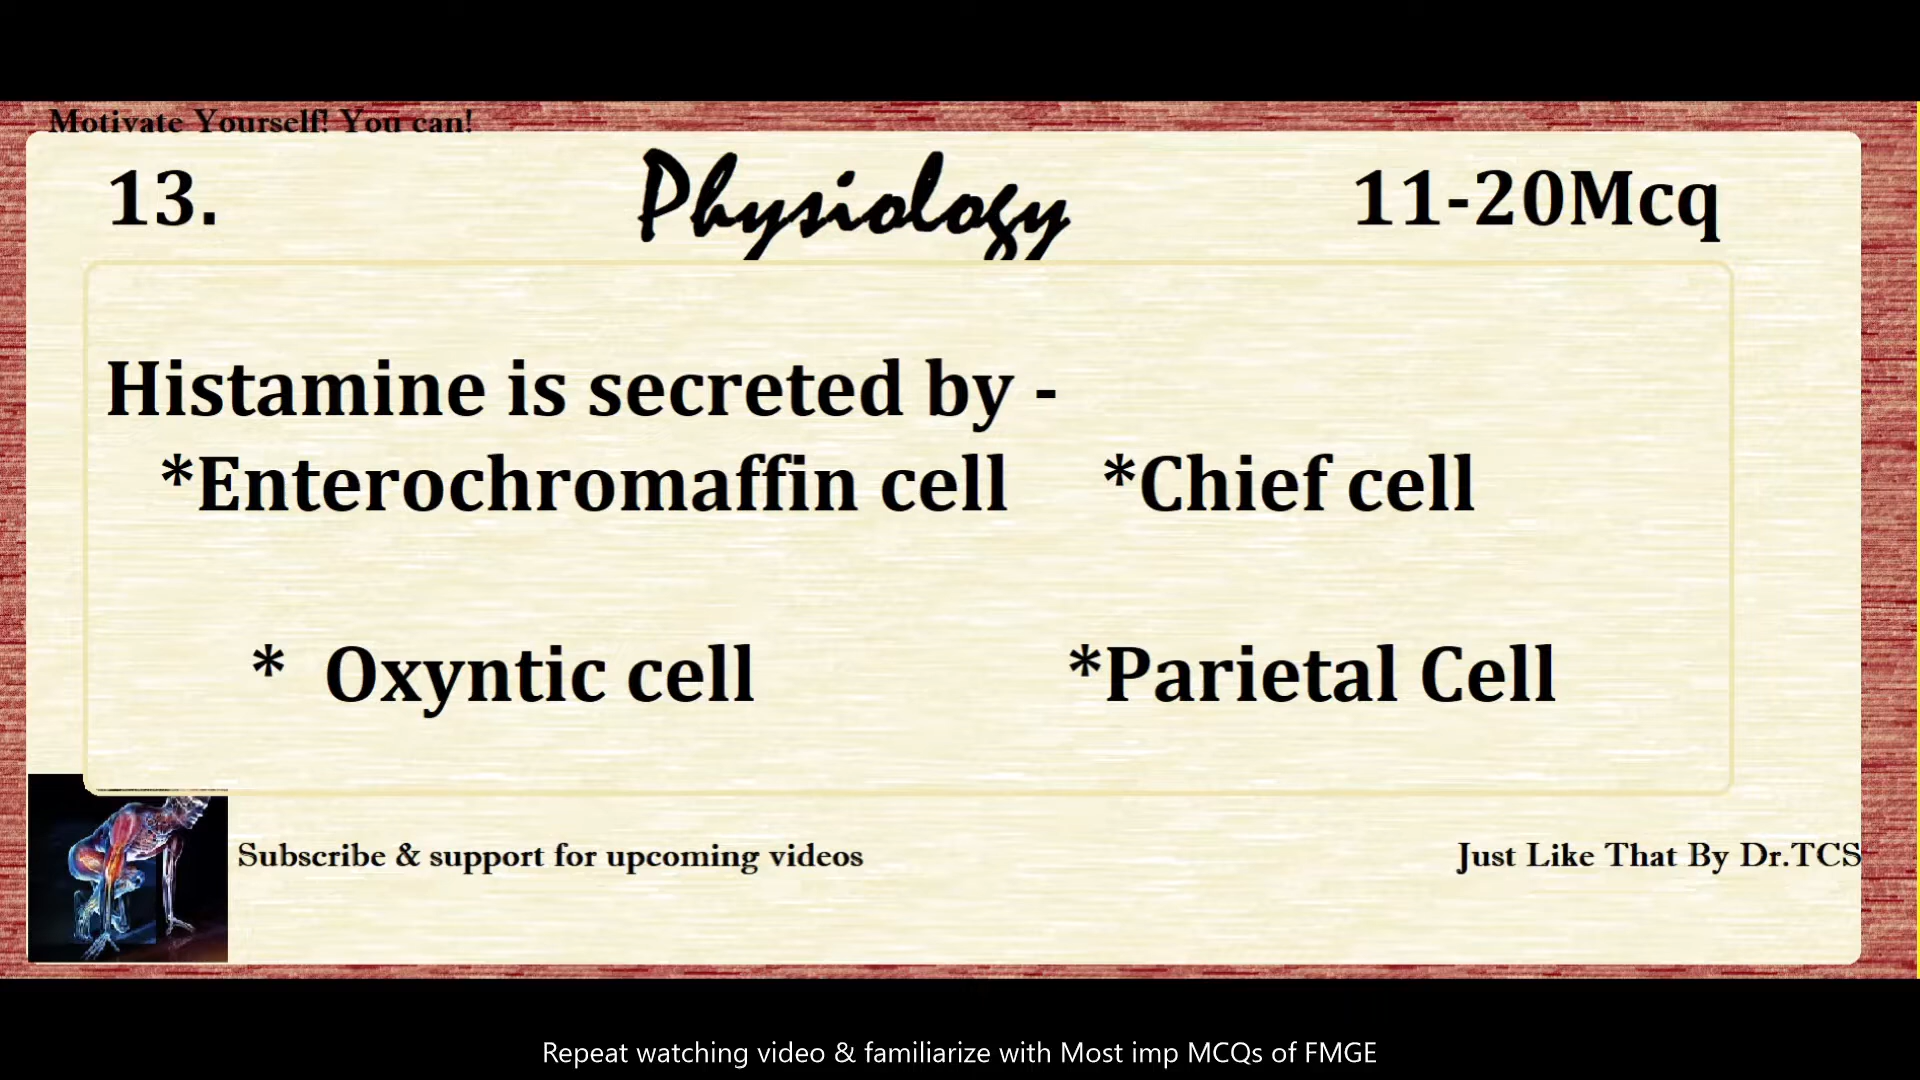 Motivate Yourself! You can!
13. Physiology 11-20Mcq
Histamine is secreted by -
*Enterochromaffin cell *Chief cell
* Oxyntic cell *Parietal Cell
Subscribe & support for upcoming videos Just Like That By Dr.TCS
Repeat watching video & familiarize with Most imp MCQs of FMGE